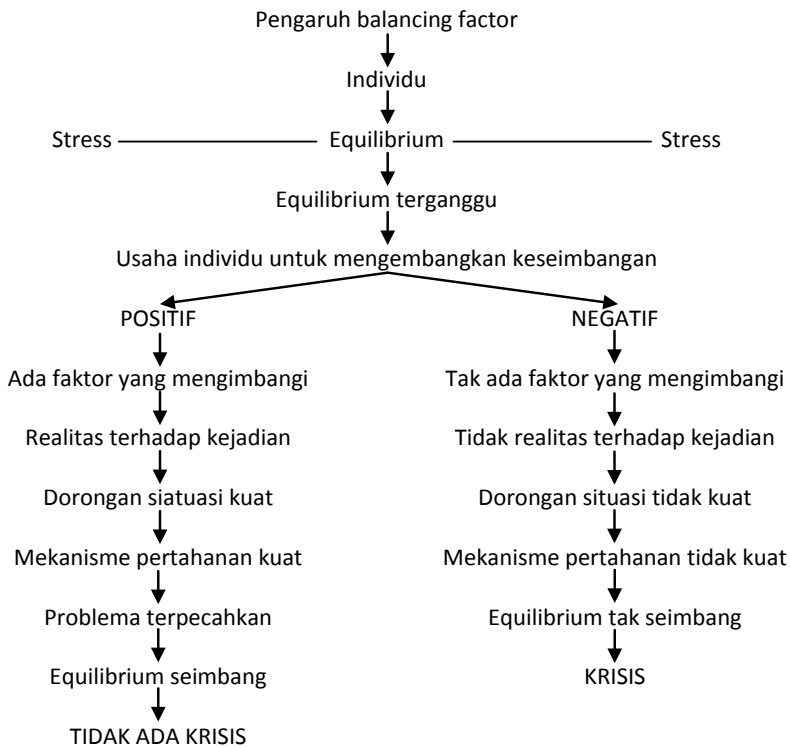 Pengaruh balancing factor
Individu
Stress Equilibrium Stress
Equilibrium terganggu
Usaha individu untuk mengembangkan keseimbangan
POSITIF
Ada faktor yang mengimbangi
Realitas terhadap kejadian
Dorongan siatuasi kuat
Mekanisme pertahanan kuat
Problema terpecahkan
Equilibrium seimbang
TIDAK ADA KRISIS
NEGATIF
Tak ada faktor yang mengimbangi
Tidak realitas terhadap kejadian
Dorongan situasi tidak kuat
Mekanisme pertahanan tidak kuat
Equilibrium tak seimbang
KRISIS